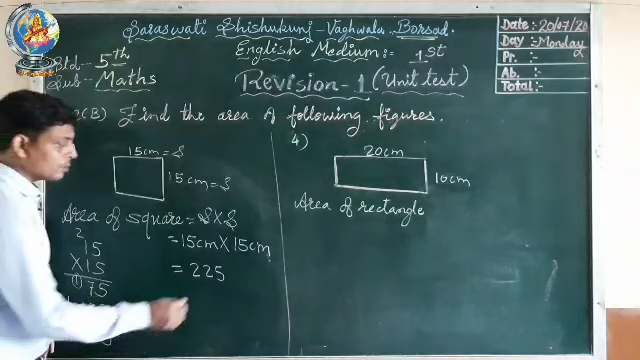 Saraswati Shishukunj - Vaghwala, Borsad.
English Medium:- 1st
Std- 5th
Sub- Maths
Revision-1 (Unit test)
Date:- 20/07/20
Day:- Monday
Pr. :-
Ab. :-
Total:-
(B) Find the area of following figures.
15cm = S
15cm = S
Area of square = S X S
= 15cm X 15cm
= 225
2
15
X 15
75
4)
20cm
10cm
Area of rectangle